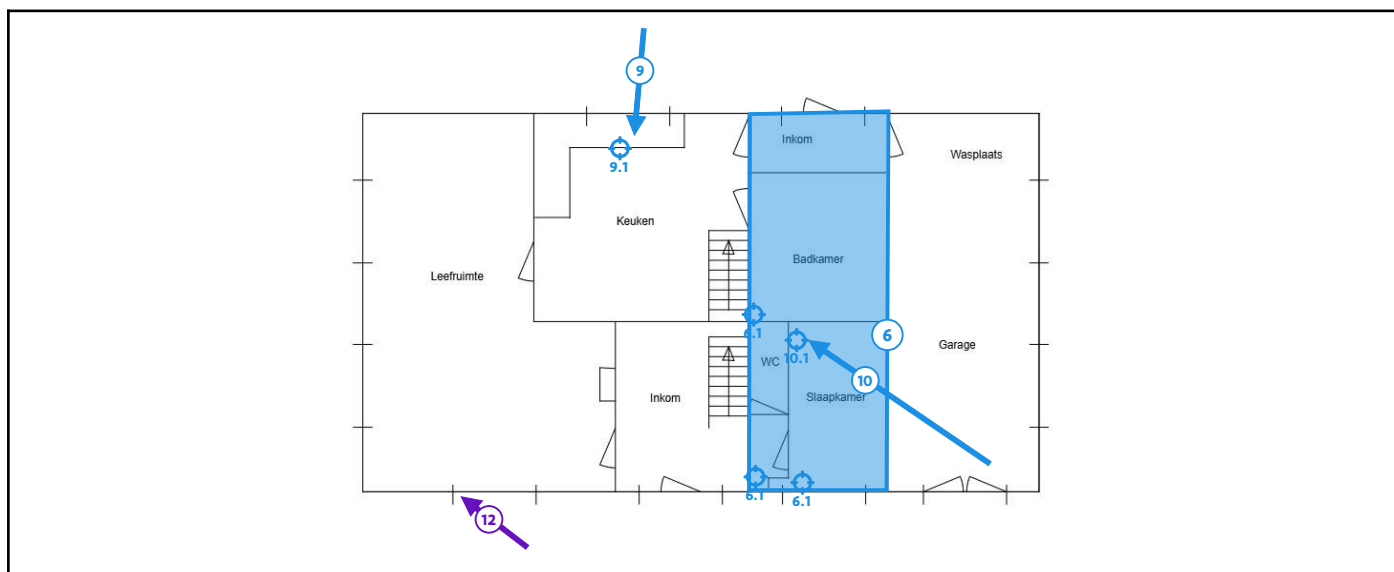 9
Inkom
Wasplaats
9.1
Keuken
Badkamer
Leefruimte
6.1
6
10.1
Garage
WC
10
Inkom
Slaapkamer
6.1
6.1
12